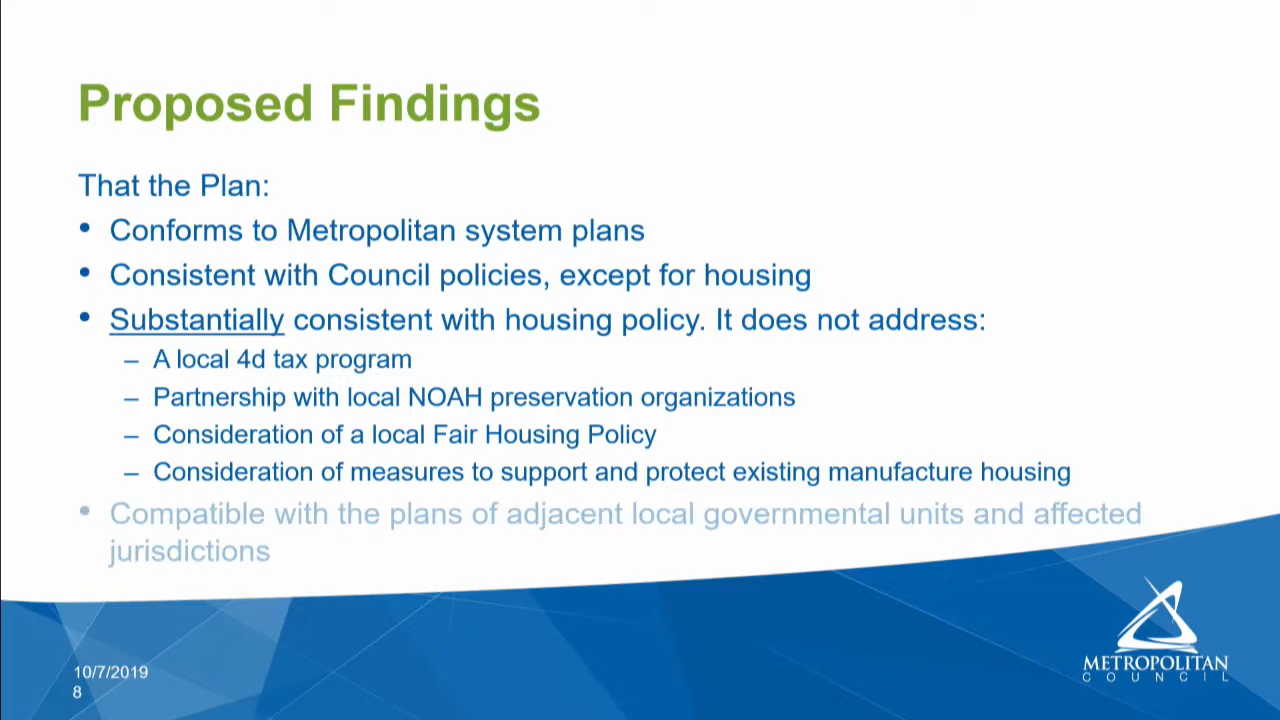 Proposed Findings
That the Plan:
• Conforms to Metropolitan system plans
• Consistent with Council policies, except for housing
• Substantially consistent with housing policy. It does not address:
– A local 4d tax program
– Partnership with local NOAH preservation organizations
– Consideration of a local Fair Housing Policy
– Consideration of measures to support and protect existing manufacture housing
• Compatible with the plans of adjacent local governmental units and affected
jurisdictions
10/7/2019
8
METROPOLITAN
COUNCIL